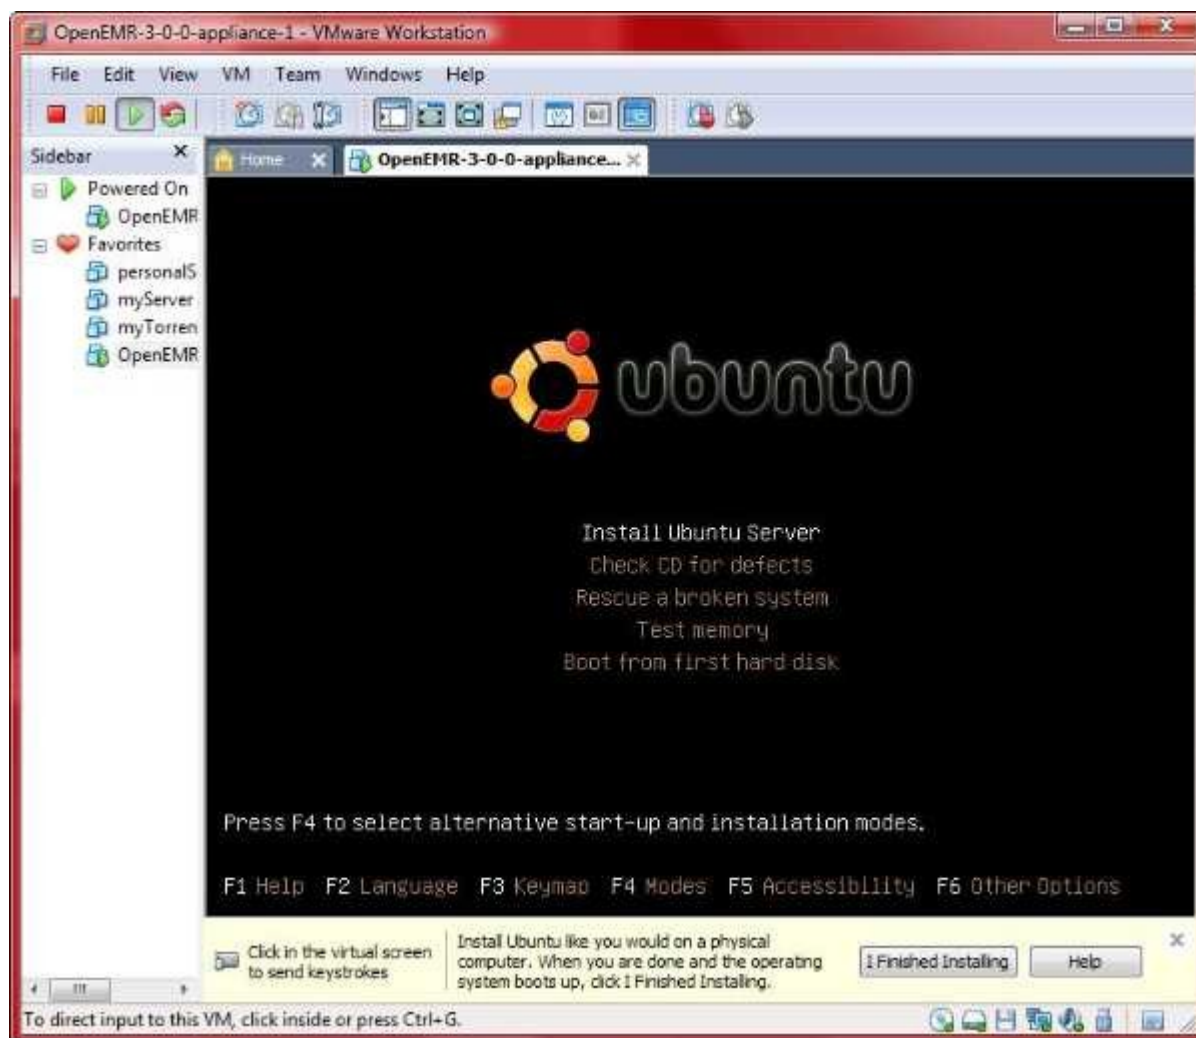 OpenEMR-3-0-0-appliance-1 - VMware Workstation
File Edit View VM Team Windows Help
Sidebar
Home
OpenEMR-3-0-0-appliance...
Powered On
OpenEMR
Favorites
personalS
myServer
myTorren
OpenEMR
ubuntu
Install Ubuntu Server
Check CD for defects
Rescue a broken system
Test memory
Boot from first hard disk
Press F4 to select alternative start-up and installation modes.
F1 Help F2 Language F3 Keymap F4 Modes F5 Accessibility F6 Other Options
Click in the virtual screen
to send keystrokes
Install Ubuntu like you would on a physical
computer. When you are done and the operating
system boots up, click I Finished Installing.
I Finished Installing
Help
To direct input to this VM, click inside or press Ctrl+G.